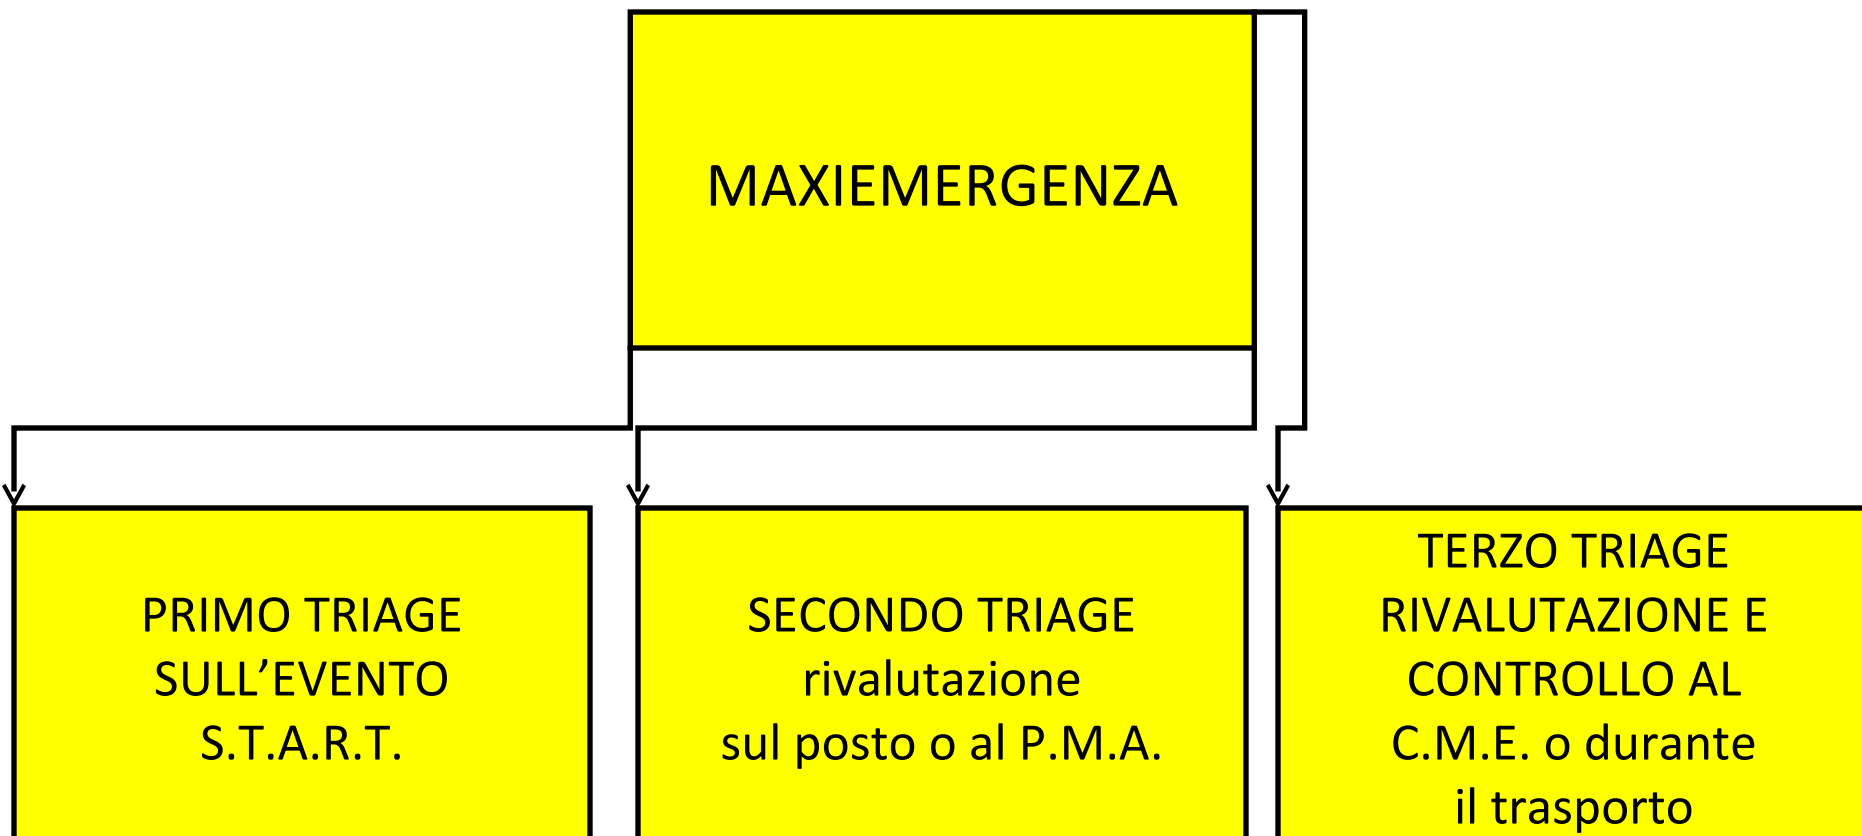 MAXIEMERGENZA
PRIMO TRIAGE
SULL’EVENTO
S.T.A.R.T.
SECONDO TRIAGE
rivalutazione
sul posto o al P.M.A.
TERZO TRIAGE
RIVALUTAZIONE E
CONTROLLO AL
C.M.E. o durante
il trasporto